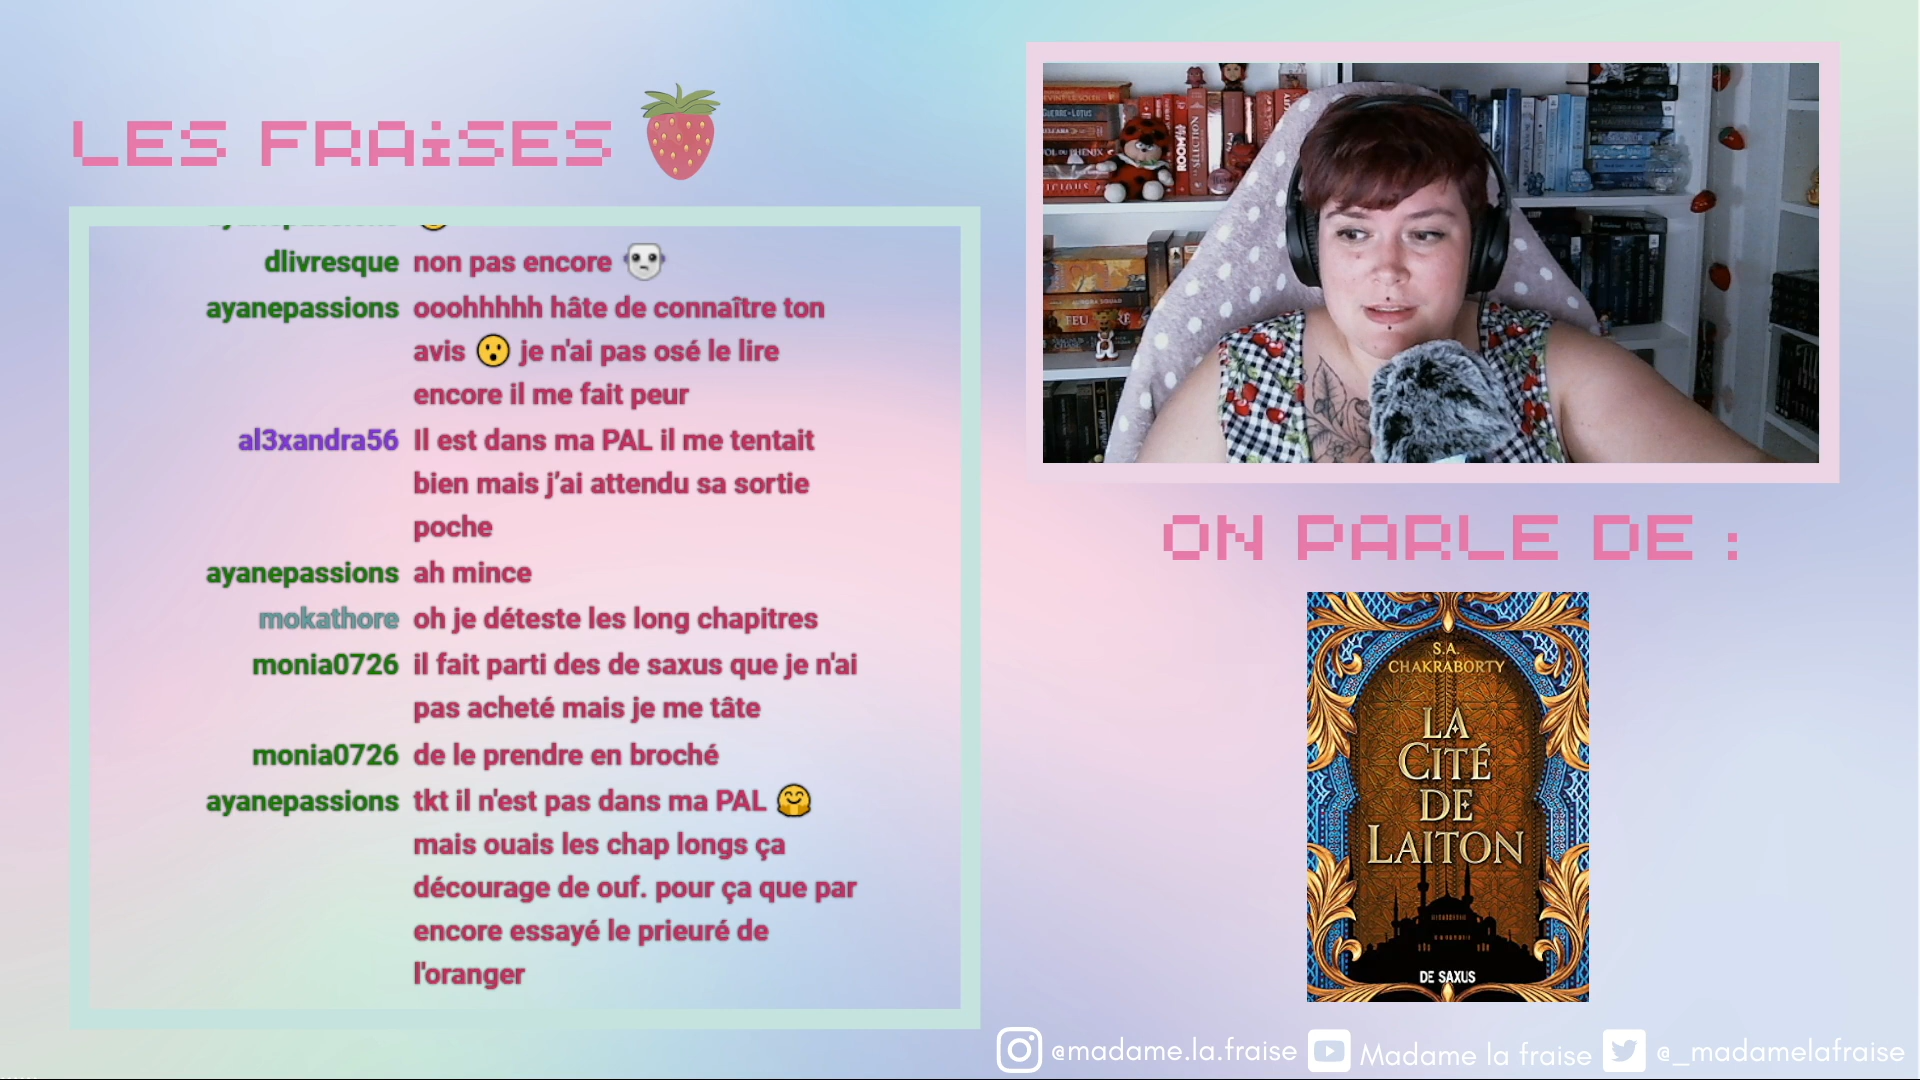 LES FRAISES
dlivresque non pas encore
ayanepassions ooohhhhh hâte de connaître ton
avis 😮 je n'ai pas osé le lire
encore il me fait peur
al3xandra56 Il est dans ma PAL il me tentait
bien mais j’ai attendu sa sortie
poche
ayanepassions ah mince
mokathore oh je déteste les long chapitres
monia0726 il fait parti des de saxus que je n'ai
pas acheté mais je me tâte
monia0726 de le prendre en broché
ayanepassions tkt il n'est pas dans ma PAL 🤗
mais ouais les chap longs ça
décourage de ouf. pour ça que par
encore essayé le prieuré de
l'oranger
ROOM
SÉLECTION
ON PARLE DE :
S.A.
CHAKRABORTY
LA
CITÉ
DE
LAITON
DE SAXUS
@madame.la.fraise
Madame la fraise
@_madamelafraise